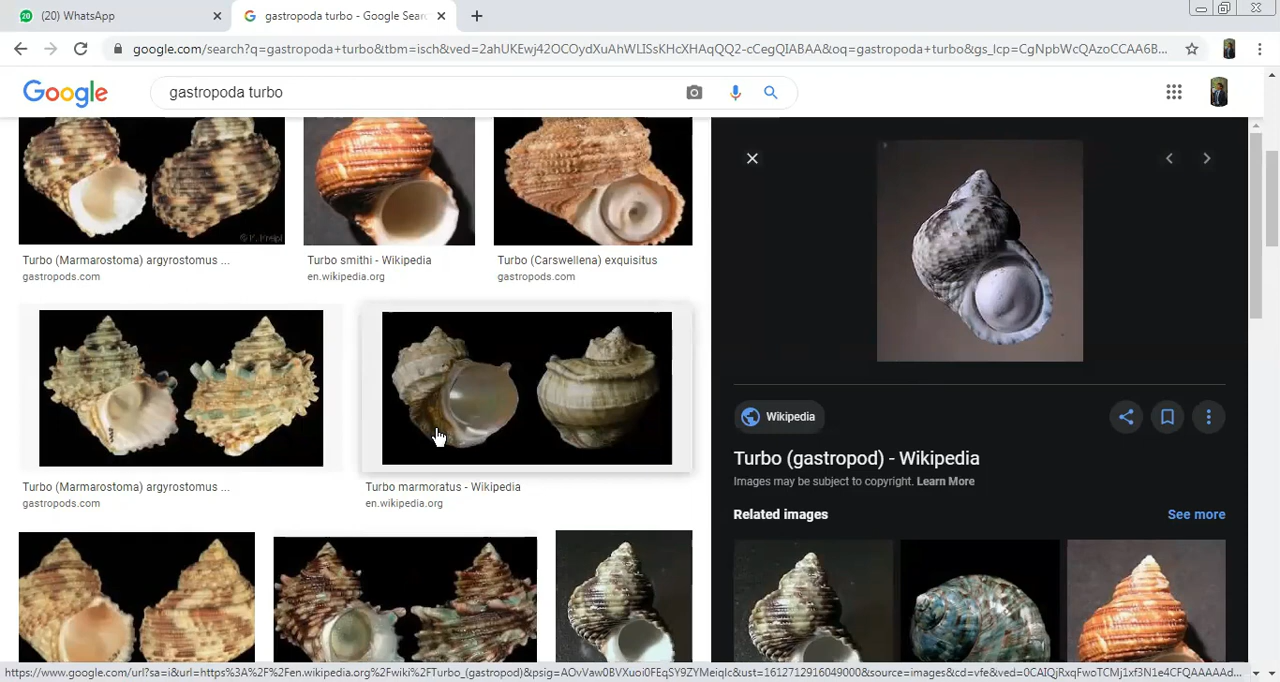 (20) WhatsApp
gastropoda turbo - Google Searc
google.com/search?q=gastropoda+turbo&tbm=isch&ved=2ahUKEwj42OCOydXuAhWLISsKHcXHAqQQ2-cCegQIABAA&oq=gastropoda+turbo&gs_lcp=CgNpbWcQAzoCCAA6B...
Google
gastropoda turbo
Turbo (Marmarostoma) argyrostomus ...
gastropods.com
Turbo smithi - Wikipedia
en.wikipedia.org
Turbo (Carswellena) exquisitus
gastropods.com
Turbo (Marmarostoma) argyrostomus ...
gastropods.com
Turbo marmoratus - Wikipedia
en.wikipedia.org
Wikipedia
Turbo (gastropod) - Wikipedia
Images may be subject to copyright. Learn More
Related images
See more